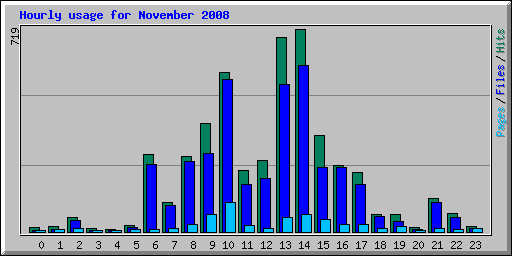 Hourly usage for November 2008
719
Pages/Files/Hits
0 1 2 3 4 5 6 7 8 9 10 11 12 13 14 15 16 17 18 19 20 21 22 23